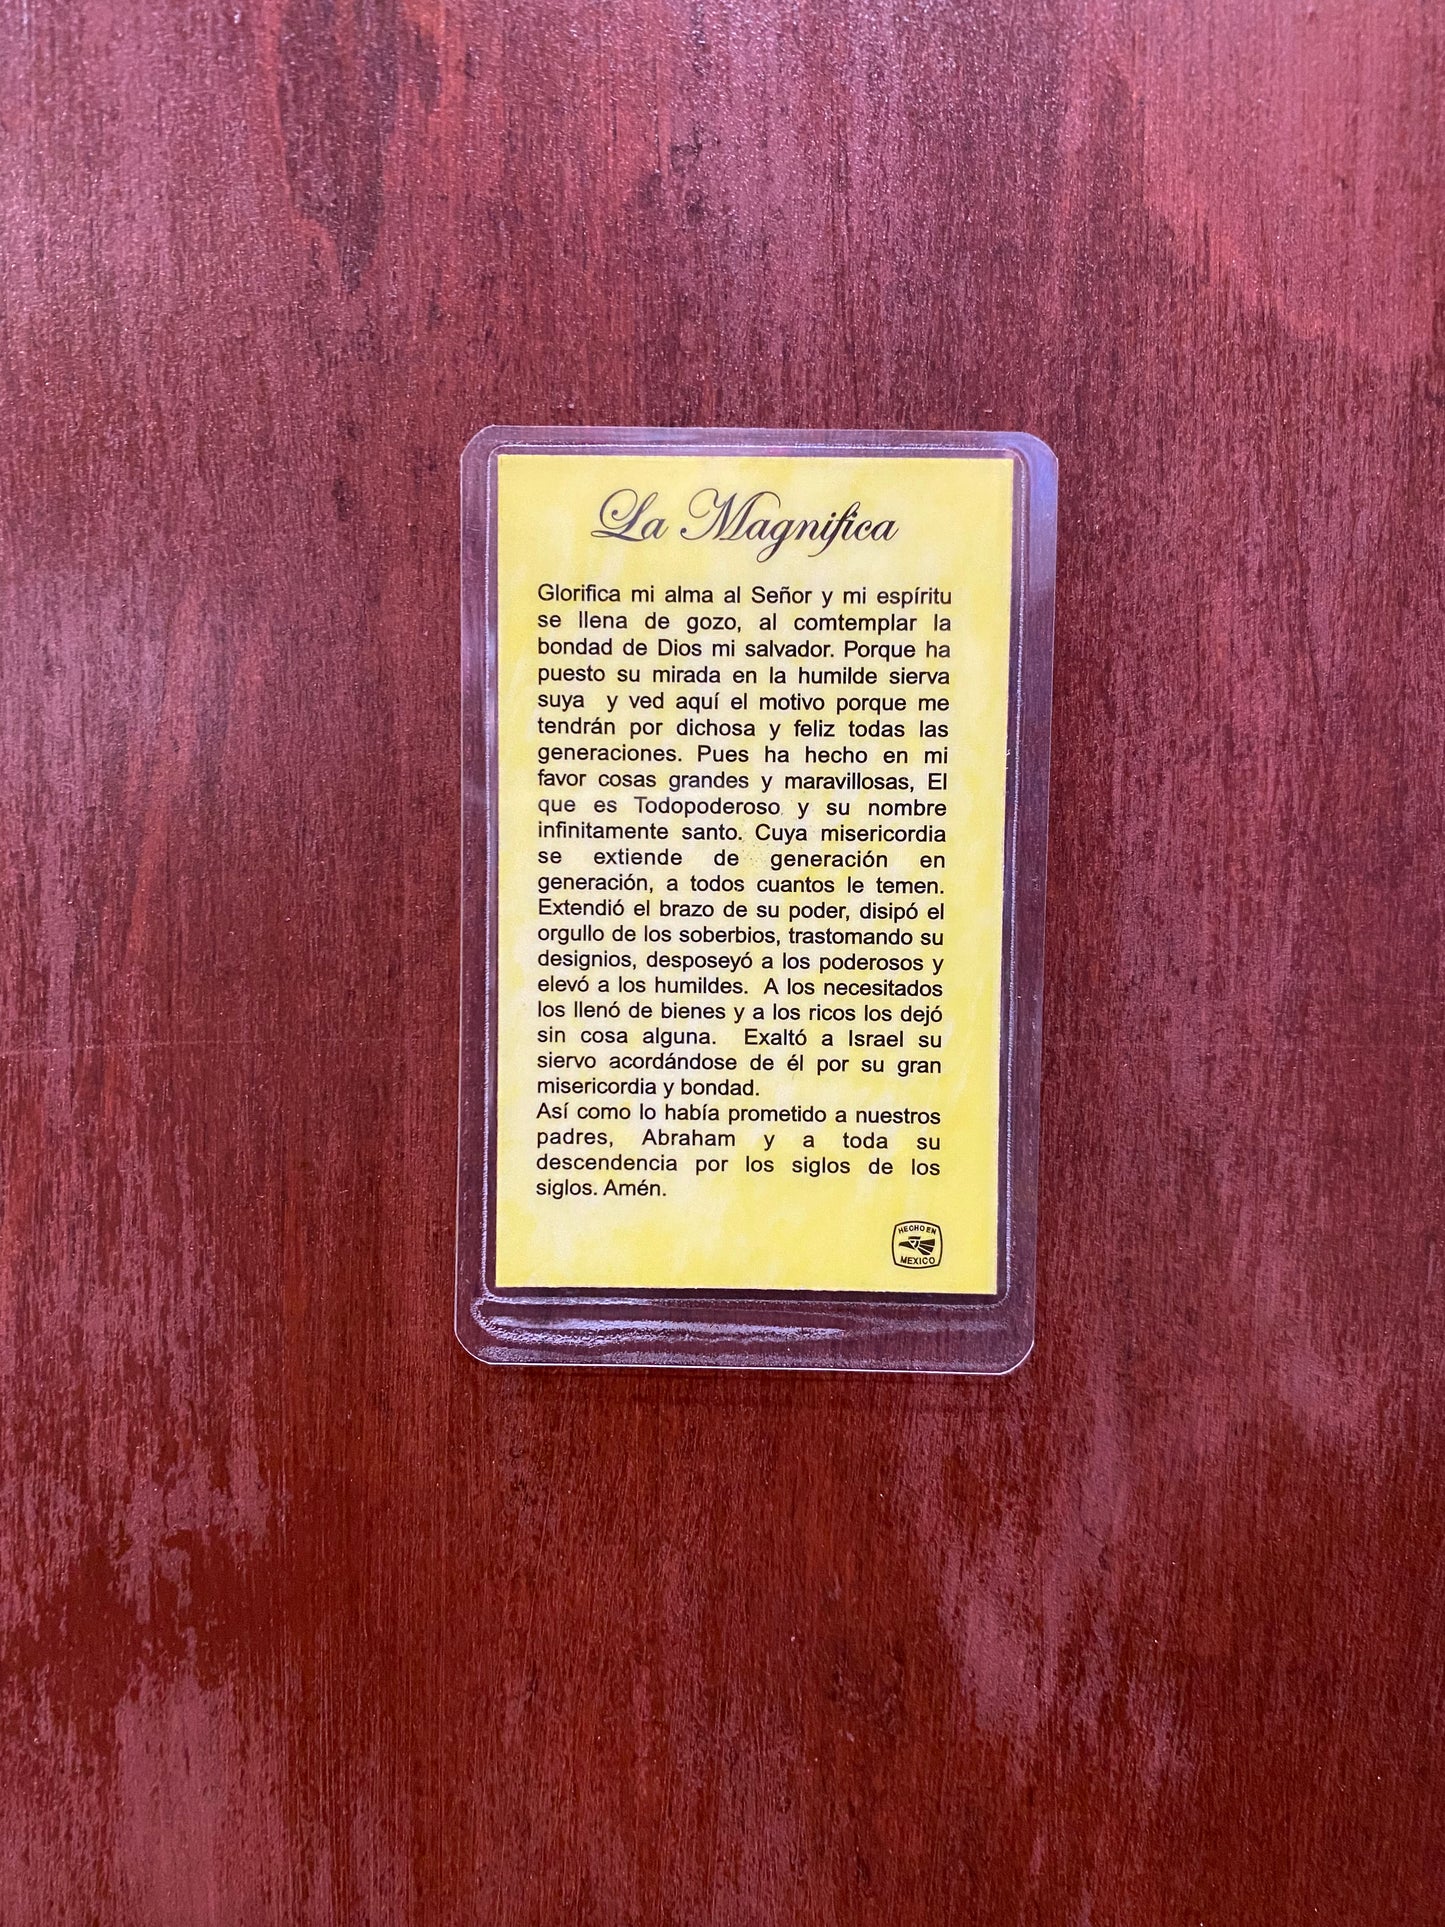 La Magnifica
Glorifica mi alma al Señor y mi espíritu
se llena de gozo, al comtemplar la
bondad de Dios mi salvador. Porque ha
puesto su mirada en la humilde sierva
suya y ved aquí el motivo porque me
tendrán por dichosa y feliz todas las
generaciones. Pues ha hecho en mi
favor cosas grandes y maravillosas, El
que es Todopoderoso y su nombre
infinitamente santo. Cuya misericordia
se extiende de generación en
generación, a todos cuantos le temen.
Extendió el brazo de su poder, disipó el
orgullo de los soberbios, trastomando su
designios, desposeyó a los poderosos y
elevó a los humildes. A los necesitados
los llenó de bienes y a los ricos los dejó
sin cosa alguna. Exaltó a Israel su
siervo acordándose de él por su gran
misericordia y bondad.
Así como lo había prometido a nuestros
padres, Abraham y a toda su
descendencia por los siglos de los
siglos. Amén.
HECHO EN
MEXICO